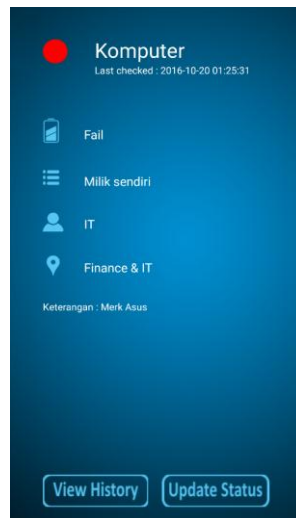 Komputer
Last checked : 2016-10-20 01:25:31
Fail
Milik sendiri
IT
Finance & IT
Keterangan : Merk Asus
View History
Update Status